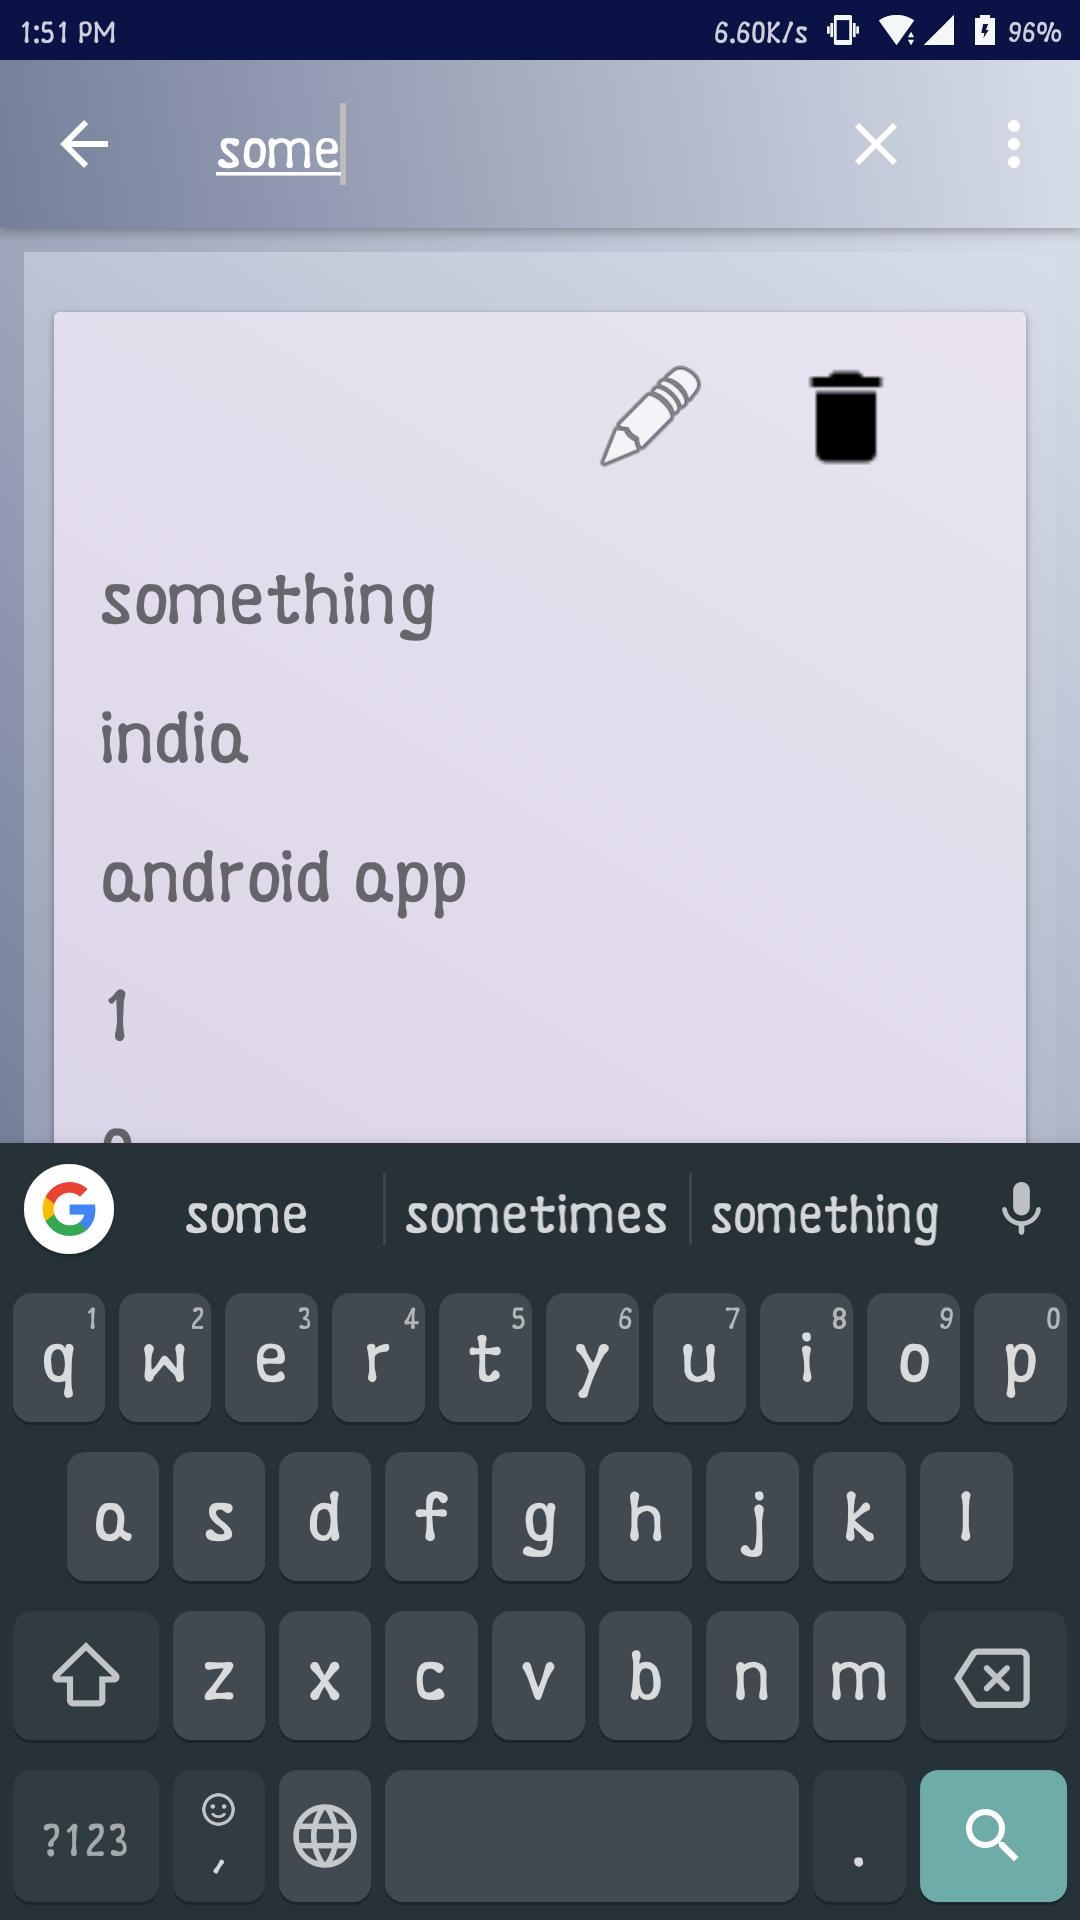 1:51 PM 6.60K/s 96%
some
something
india
android app
1
some sometimes something
q 1 w 2 e 3 r 4 t 5 y 6 u 7 i 8 o 9 p 0
a s d f g h j k l
z x c v b n m
?123 , .